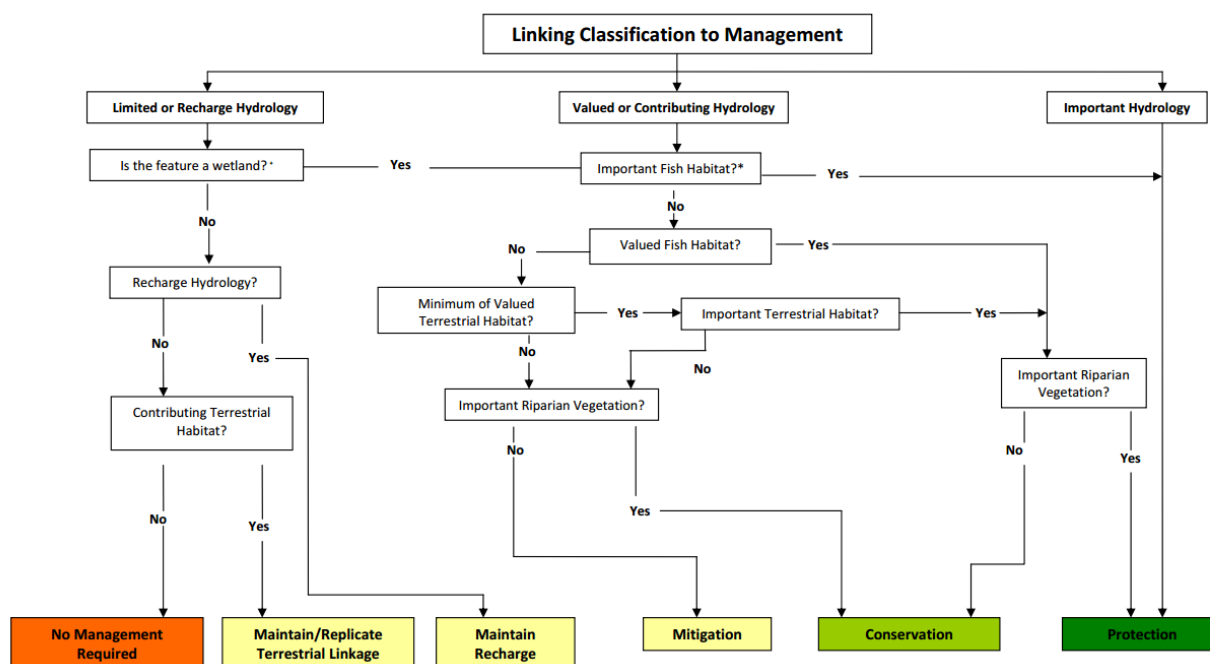 Linking Classification to Management
Limited or Recharge Hydrology
Valued or Contributing Hydrology
Important Hydrology
Is the feature a wetland?⁺
Yes
Important Fish Habitat?*
Yes
No
No
Valued Fish Habitat?
No
Yes
Recharge Hydrology?
Minimum of Valued
Terrestrial Habitat?
Yes
Important Terrestrial Habitat?
Yes
No
Yes
No
No
Important Riparian
Vegetation?
Contributing Terrestrial
Habitat?
Important Riparian Vegetation?
No
Yes
No
Yes
No
Yes
No
Yes
No Management
Required
Maintain/Replicate
Terrestrial Linkage
Maintain
Recharge
Mitigation
Conservation
Protection